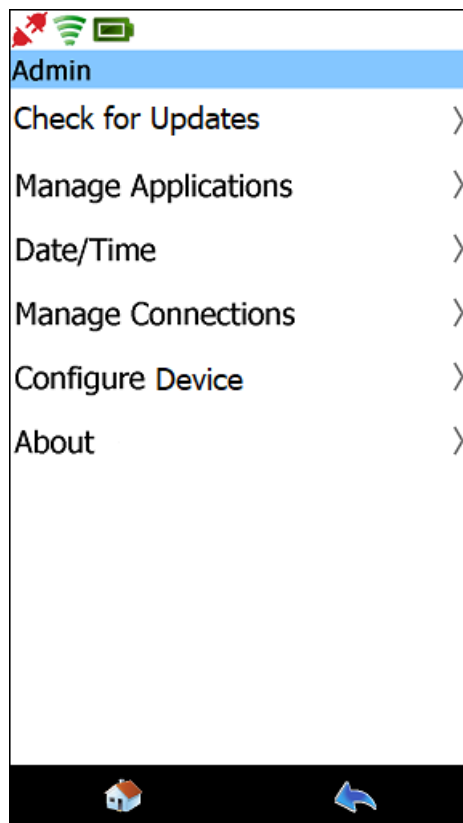 Admin
Check for Updates
Manage Applications
Date/Time
Manage Connections
Configure Device
About